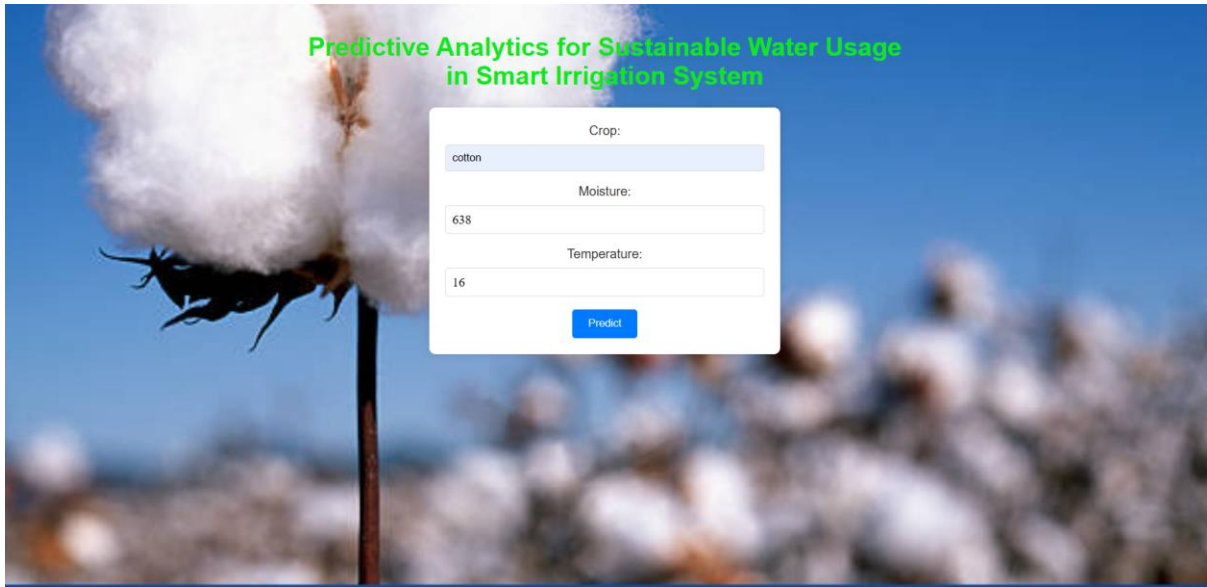 Predictive Analytics for Sustainable Water Usage
in Smart Irrigation System
Crop:
cotton
Moisture:
638
Temperature:
16
Predict